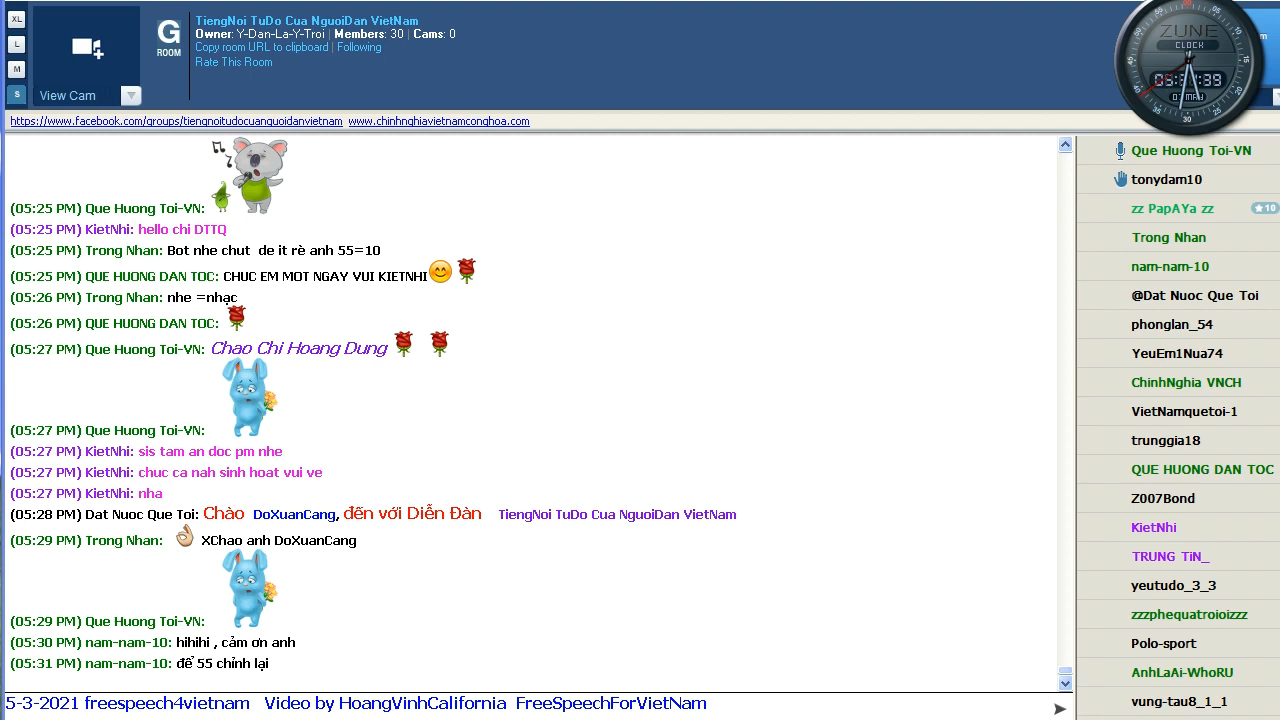 XL
L
M
S
View Cam
G
ROOM
TiengNoi TuDo Cua NguoiDan VietNam
Owner: Y-Dan-La-Y-Troi | Members: 30 | Cams: 0
Copy room URL to clipboard | Following
Rate This Room
ZUNE
CLOCK
https://www.facebook.com/groups/tiengnoitudocuanguoidanvietnam www.chinhnghiavietnamconghoa.com
(05:25 PM) Que Huong Toi-VN:
(05:25 PM) KietNhi: hello chi DTTQ
(05:25 PM) Trong Nhan: Bot nhe chut de it rè anh 55=10
(05:25 PM) QUE HUONG DAN TOC: CHUC EM MOT NGAY VUI KIETNHI
(05:26 PM) Trong Nhan: nhe =nhạc
(05:26 PM) QUE HUONG DAN TOC:
(05:27 PM) Que Huong Toi-VN: Chao Chi Hoang Dung
(05:27 PM) Que Huong Toi-VN:
(05:27 PM) KietNhi: sis tam an doc pm nhe
(05:27 PM) KietNhi: chuc ca nah sinh hoat vui ve
(05:27 PM) KietNhi: nha
(05:28 PM) Dat Nuoc Que Toi: Chào DoXuanCang, đến với Diễn Đàn TiengNoi TuDo Cua NguoiDan VietNam
(05:29 PM) Trong Nhan: XChao anh DoXuanCang
(05:29 PM) Que Huong Toi-VN:
(05:30 PM) nam-nam-10: hihihi , cảm ơn anh
(05:31 PM) nam-nam-10: để 55 chỉnh lại
5-3-2021 freespeech4vietnam Video by HoangVinhCalifornia FreeSpeechForVietNam
Que Huong Toi-VN
tonydam10
zz PapAYa zz ★10
Trong Nhan
nam-nam-10
@Dat Nuoc Que Toi
phonglan_54
YeuEm1Nua74
ChinhNghia VNCH
VietNamquetoi-1
trunggia18
QUE HUONG DAN TOC
Z007Bond
KietNhi
TRUNG TiN_
yeutudo_3_3
zzzphequatroioizzz
Polo-sport
AnhLaAi-WhoRU
vung-tau8_1_1